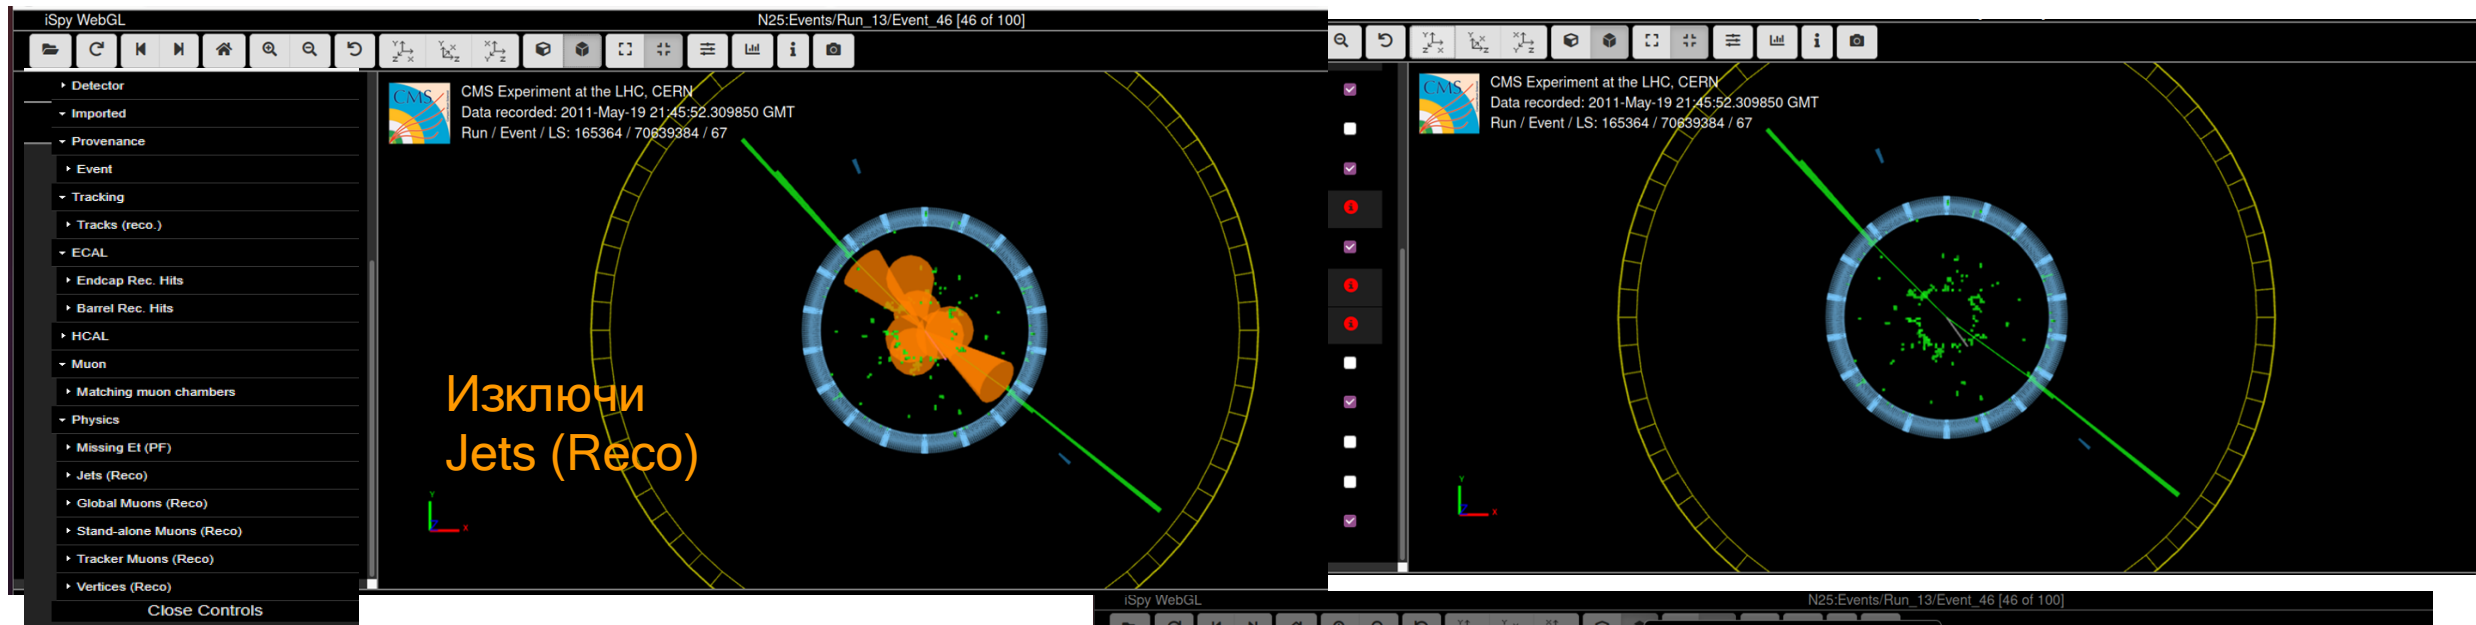 iSpy WebGL
N25:Events/Run_13/Event_46 [46 of 100]
Detector
Imported
Provenance
Event
Tracking
Tracks (reco.)
ECAL
Endcap Rec. Hits
Barrel Rec. Hits
HCAL
Muon
Matching muon chambers
Physics
Missing Et (PF)
Jets (Reco)
Global Muons (Reco)
Stand-alone Muons (Reco)
Tracker Muons (Reco)
Vertices (Reco)
Close Controls
CMS
CMS Experiment at the LHC, CERN
Data recorded: 2011-May-19 21:45:52.309850 GMT
Run / Event / LS: 165364 / 70639384 / 67
Изключи
Jets (Reco)
Y
Z
X
CMS
CMS Experiment at the LHC, CERN
Data recorded: 2011-May-19 21:45:52.309850 GMT
Run / Event / LS: 165364 / 70639384 / 67
Y
Z
X
iSpy WebGL
N25:Events/Run_13/Event_46 [46 of 100]